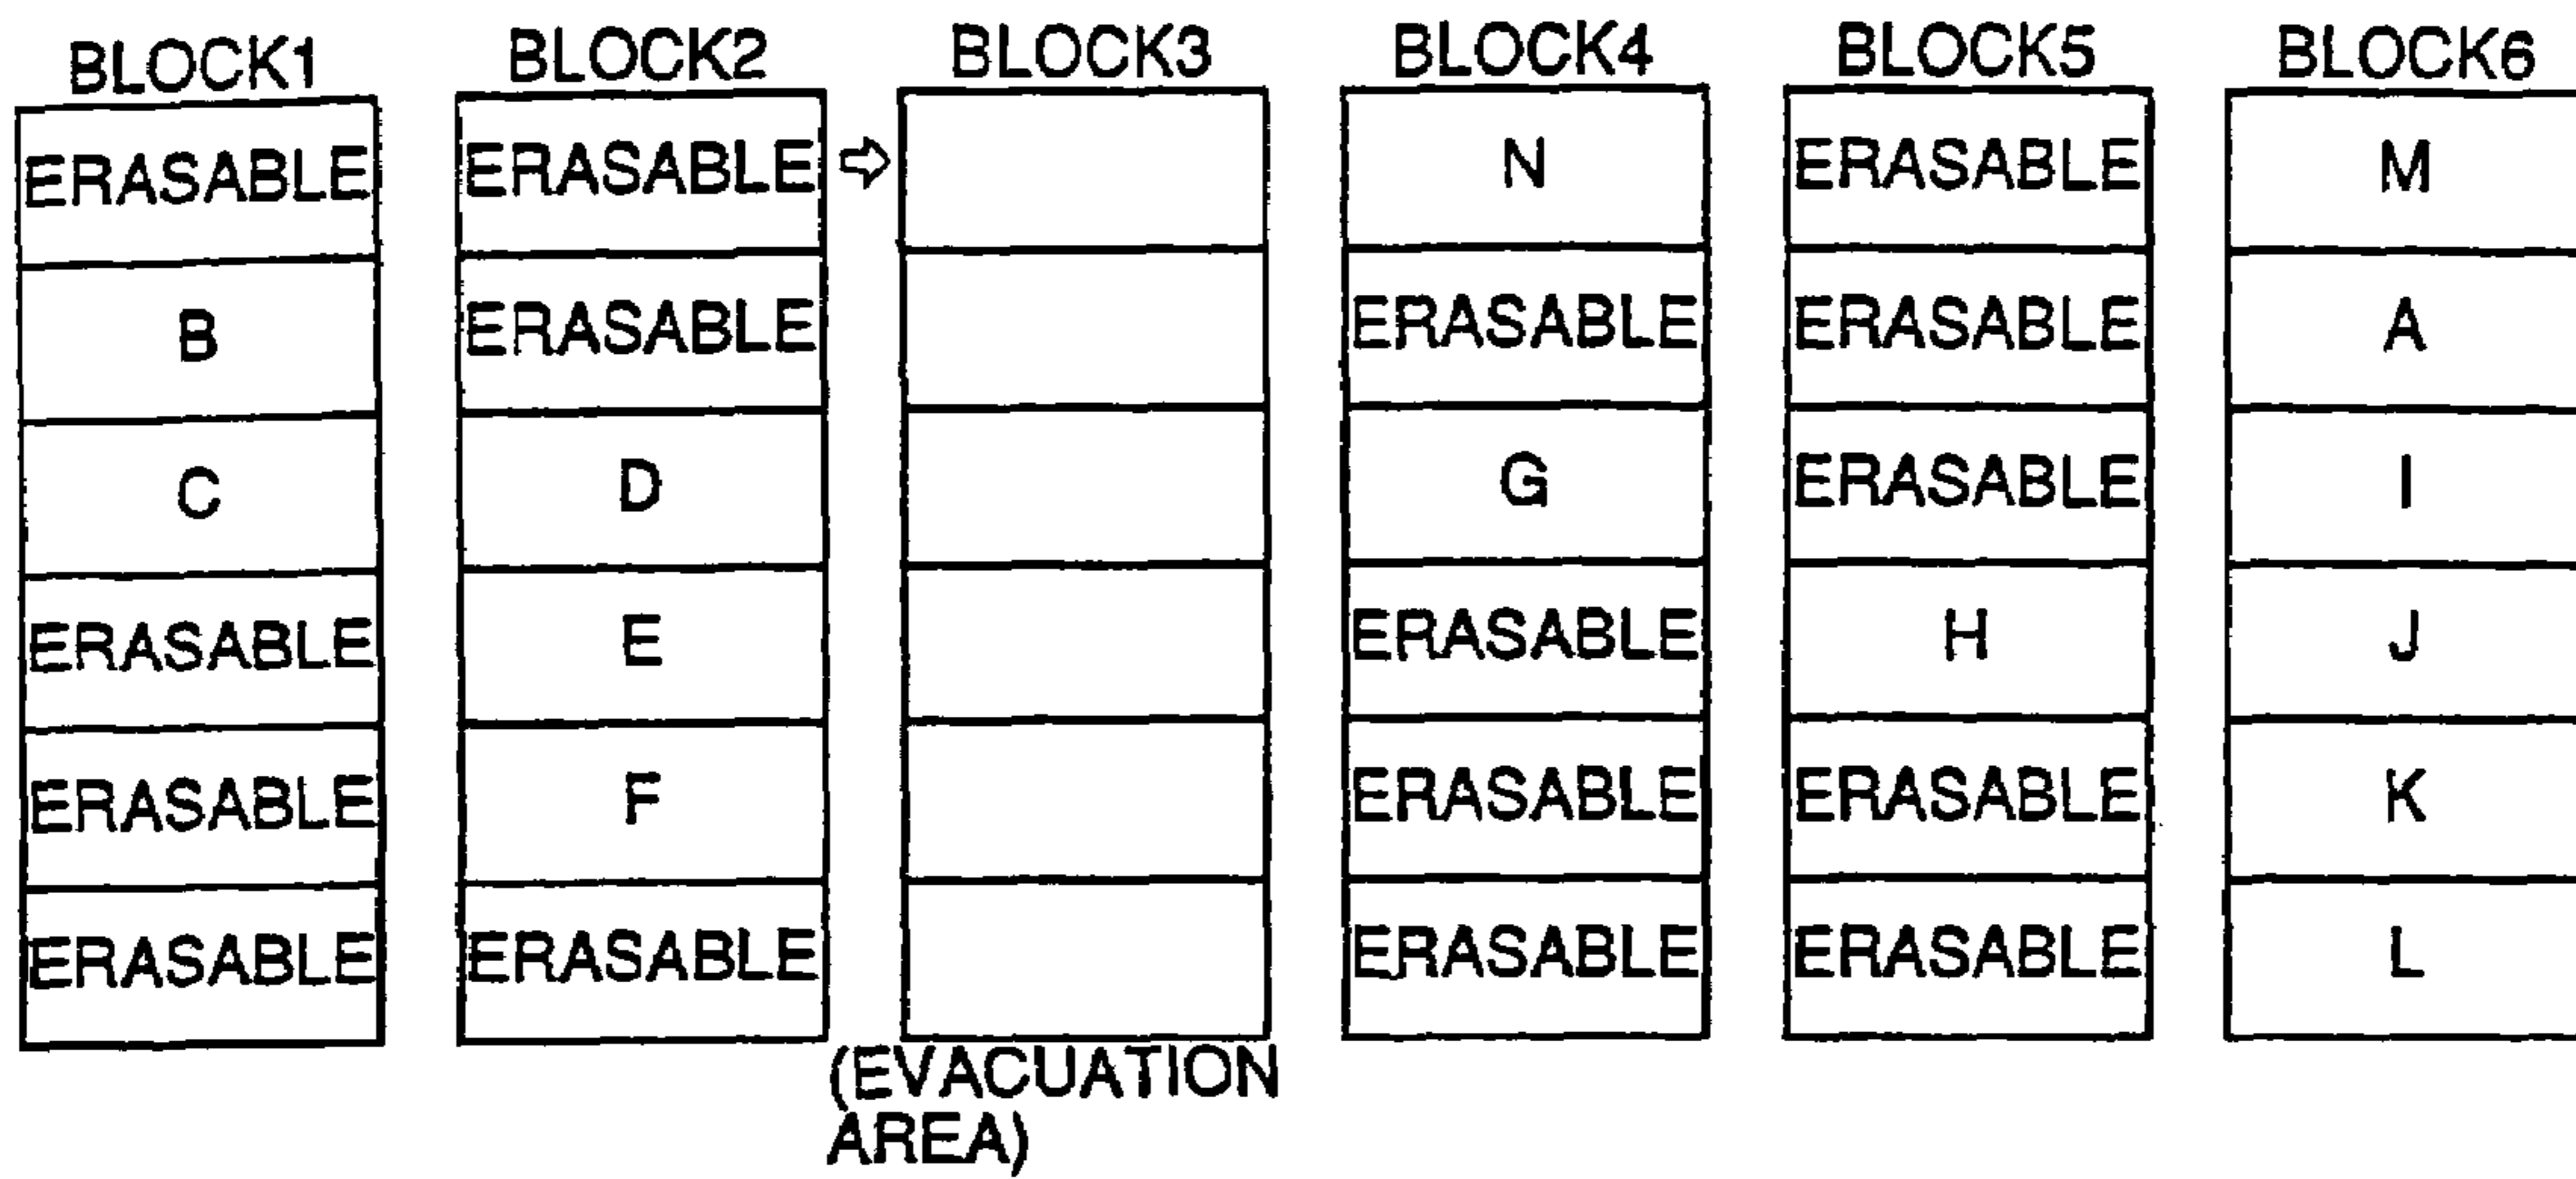 BLOCK1 BLOCK2 BLOCK3 BLOCK4 BLOCK5 BLOCK6
ERASABLE ERASABLE N ERASABLE M
B ERASABLE ERASABLE ERASABLE A
C D G ERASABLE I
ERASABLE E ERASABLE H J
ERASABLE F ERASABLE ERASABLE K
ERASABLE ERASABLE ERASABLE ERASABLE L
(EVACUATION
AREA)